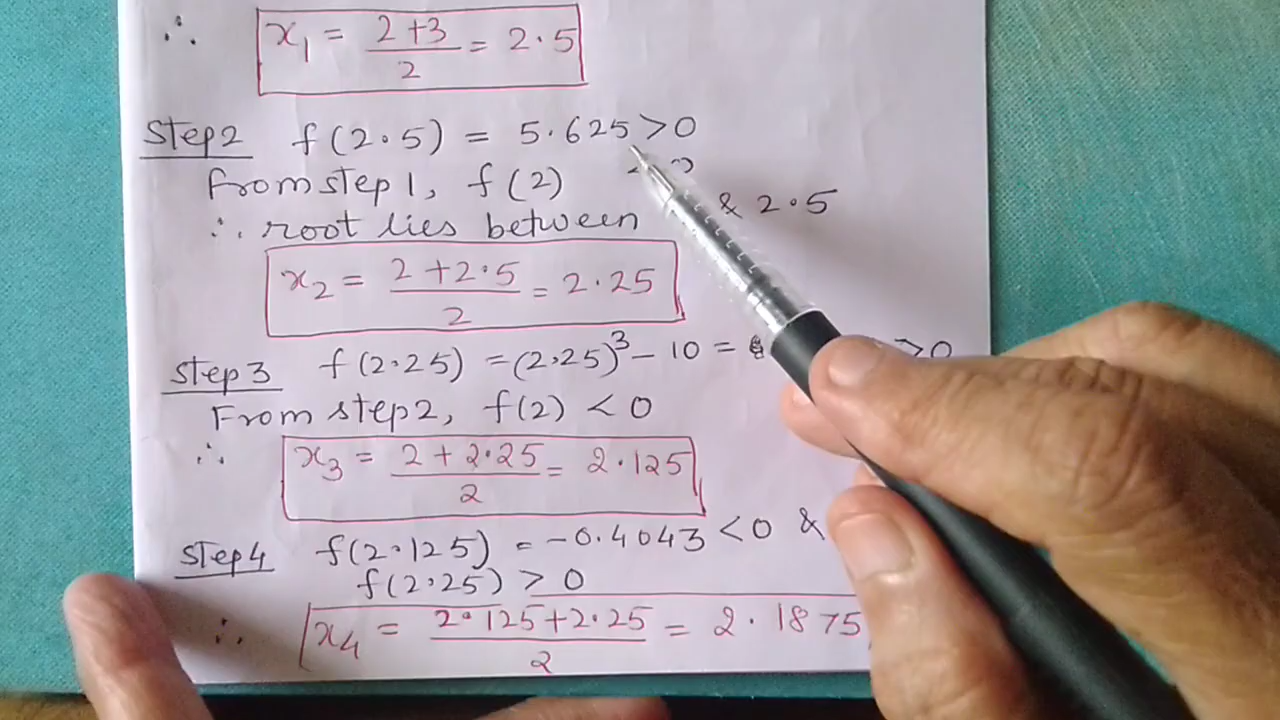 ∴ x₁ = 2+3/2 = 2.5
Step2 f(2.5) = 5.625 > 0
From step 1, f(2)
& 2.5
∴ root lies between
x₂ = 2+2.5/2 = 2.25
Step3 f(2.25) = (2.25)³ - 10 = >0
From step2, f(2) < 0
∴ x₃ = 2+2.25/2 = 2.125
Step4 f(2.125) = -0.4043 < 0 &
f(2.25) > 0
∴ x₄ = 2.125+2.25/2 = 2.1875